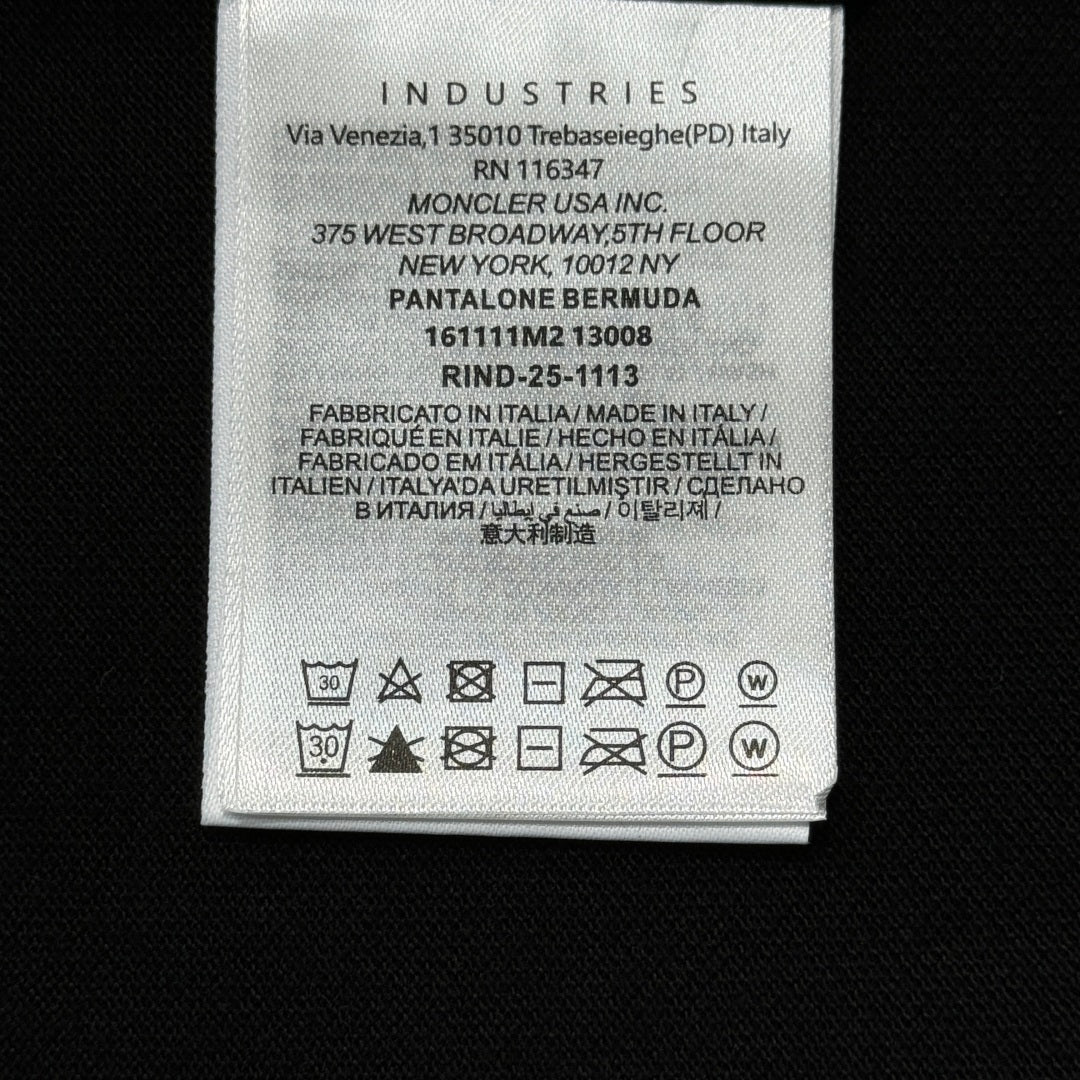 INDUSTRIES
Via Venezia,1 35010 Trebaseieghe(PD) Italy
RN 116347
MONCLER USA INC.
375 WEST BROADWAY,5TH FLOOR
NEW YORK, 10012 NY
PANTALONE BERMUDA
161111M2 13008
RIND-25-1113
FABBRICATO IN ITALIA / MADE IN ITALY /
FABRIQUÉ EN ITALIE / HECHO EN ITÁLIA /
FABRICADO EM ITÁLIA / HERGESTELLT IN
ITALIEN / ITALYA'DA URETILMIŞTIR / СДЕЛАНО
В ИТАЛИЯ / صنع في إيطاليا / 이탈리제 /
意大利制造
30 P W
30 P W